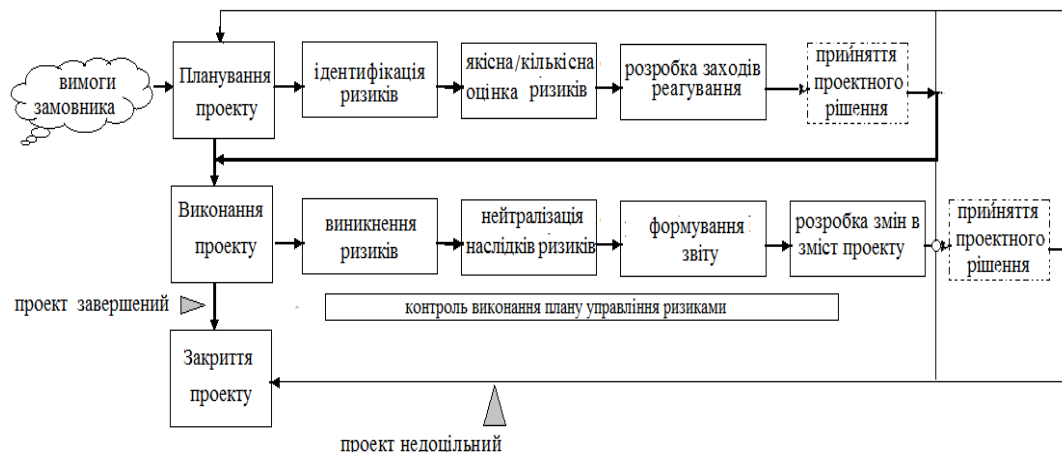 вимоги
замовника
Планування
проекту
ідентифікація
ризиків
якісна/кількісна
оцінка ризиків
розробка заходів
реагування
прийняття
проектного
рішення
Виконання
проекту
виникнення
ризиків
нейтралізація
наслідків ризиків
формування
звіту
розробка змін в
зміст проекту
прийняття
проектного
рішення
проект завершений
контроль виконання плану управління ризиками
Закриття
проекту
проект недоцільний